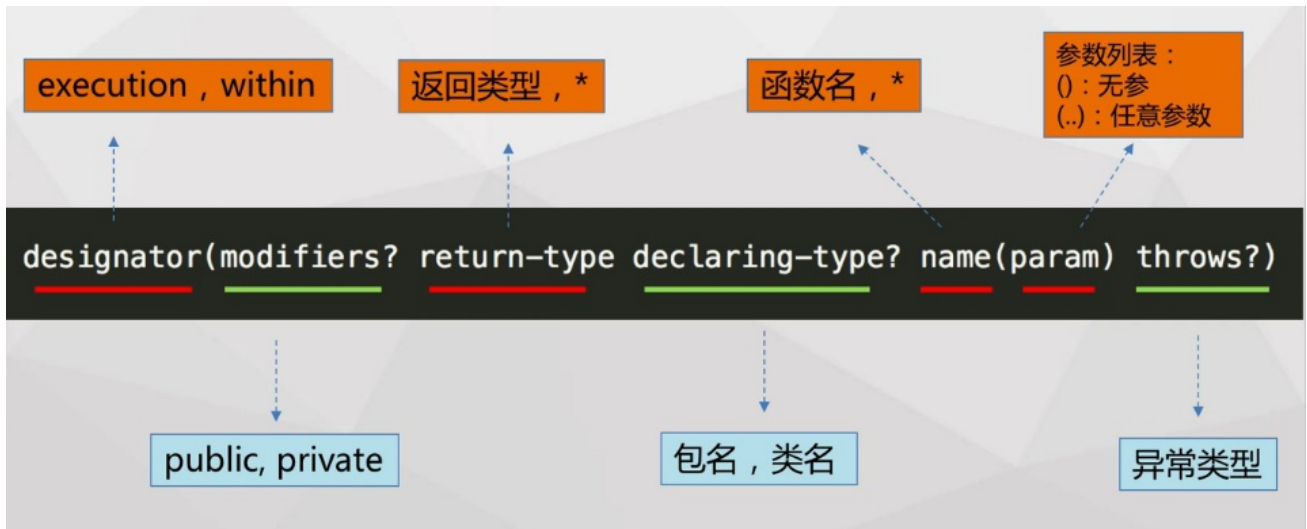 execution，within
返回类型，*
函数名，*
参数列表：
()：无参
(..)：任意参数
designator(modifiers? return-type declaring-type? name(param) throws?)
public, private
包名，类名
异常类型